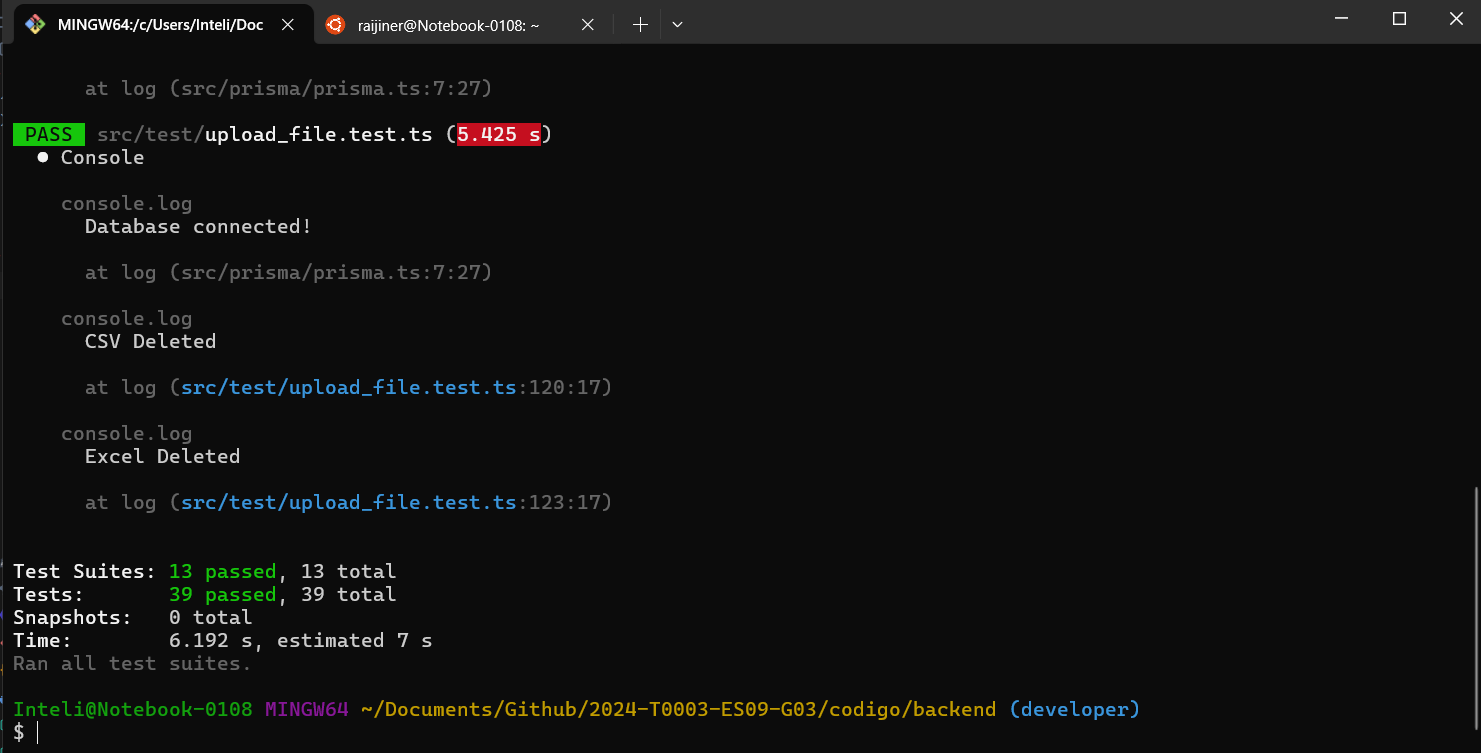 MINGW64:/c/Users/Inteli/Doc
raijiner@Notebook-0108: ~
at log (src/prisma/prisma.ts:7:27)
PASS src/test/upload_file.test.ts (5.425 s)
● Console
console.log
Database connected!
at log (src/prisma/prisma.ts:7:27)
console.log
CSV Deleted
at log (src/test/upload_file.test.ts:120:17)
console.log
Excel Deleted
at log (src/test/upload_file.test.ts:123:17)
Test Suites: 13 passed, 13 total
Tests: 39 passed, 39 total
Snapshots: 0 total
Time: 6.192 s, estimated 7 s
Ran all test suites.
Inteli@Notebook-0108 MINGW64 ~/Documents/Github/2024-T0003-ES09-G03/codigo/backend (developer)
$